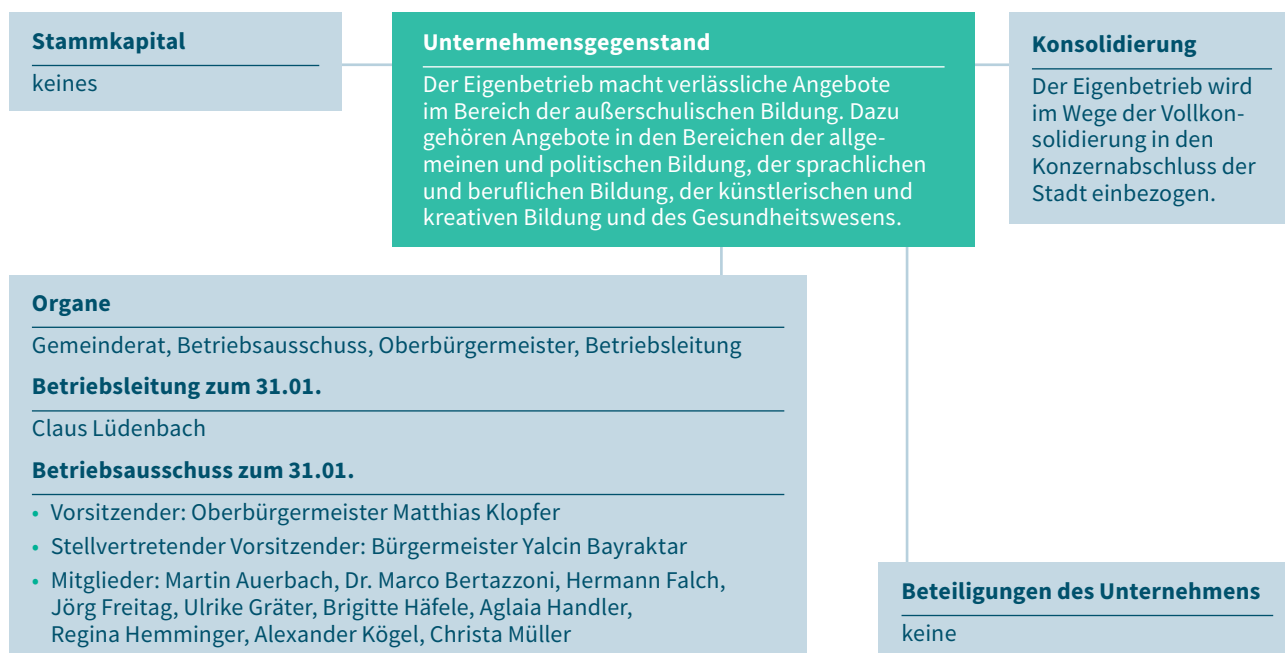 Stammkapital
keines
Unternehmensgegenstand
Der Eigenbetrieb macht verlässliche Angebote
im Bereich der außerschulischen Bildung. Dazu
gehören Angebote in den Bereichen der allge-
meinen und politischen Bildung, der sprachlichen
und beruflichen Bildung, der künstlerischen und
kreativen Bildung und des Gesundheitswesens.
Konsolidierung
Der Eigenbetrieb wird
im Wege der Vollkon-
solidierung in den
Konzernabschluss der
Stadt einbezogen.
Organe
Gemeinderat, Betriebsausschuss, Oberbürgermeister, Betriebsleitung
Betriebsleitung zum 31.01.
Claus Lüdenbach
Betriebsausschuss zum 31.01.
• Vorsitzender: Oberbürgermeister Matthias Klopfer
• Stellvertretender Vorsitzender: Bürgermeister Yalcin Bayraktar
• Mitglieder: Martin Auerbach, Dr. Marco Bertazzoni, Hermann Falch,
Jörg Freitag, Ulrike Gräter, Brigitte Häfele, Aglaia Handler,
Regina Hemminger, Alexander Kögel, Christa Müller
Beteiligungen des Unternehmens
keine